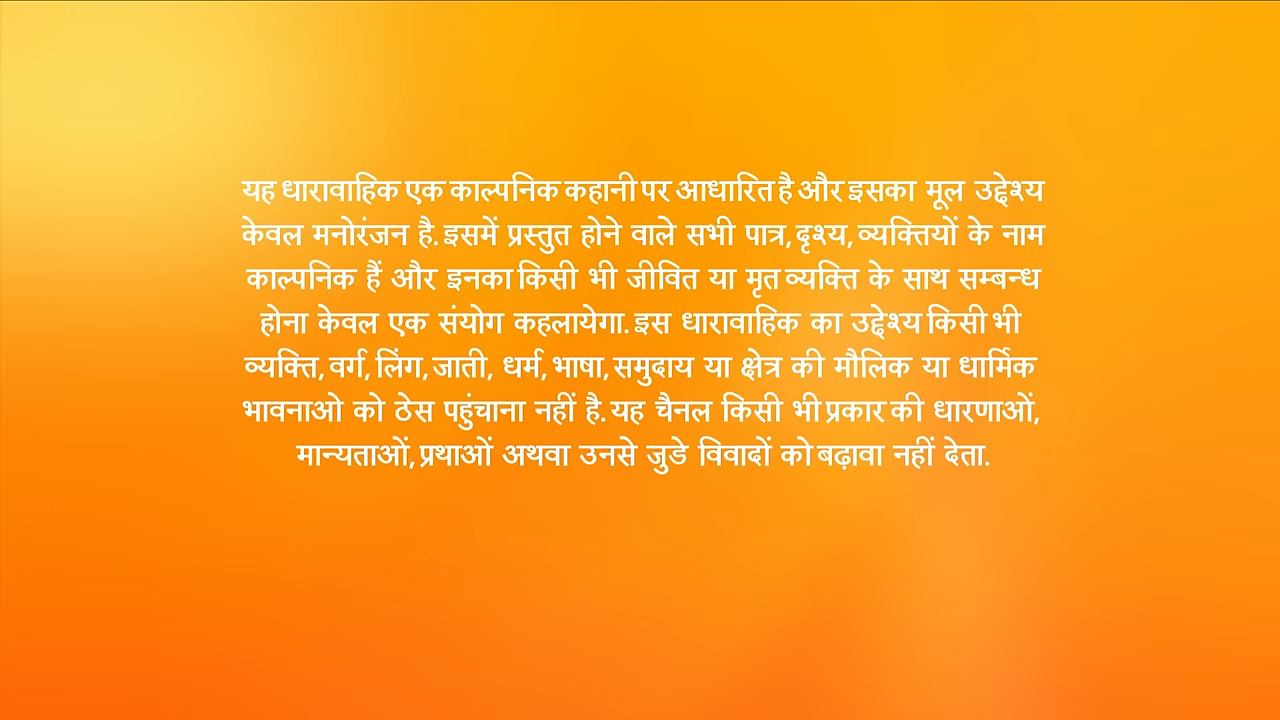 यह धारावाहिक एक काल्पनिक कहानी पर आधारित है और इसका मूल उद्देश्य
केवल मनोरंजन है. इसमें प्रस्तुत होने वाले सभी पात्र, दृश्य, व्यक्तियों के नाम
काल्पनिक हैं और इनका किसी भी जीवित या मृत व्यक्ति के साथ सम्बन्ध
होना केवल एक संयोग कहलायेगा. इस धारावाहिक का उद्देश्य किसी भी
व्यक्ति, वर्ग, लिंग, जाती, धर्म, भाषा, समुदाय या क्षेत्र की मौलिक या धार्मिक
भावनाओ को ठेस पहुंचाना नहीं है. यह चैनल किसी भी प्रकार की धारणाओं,
मान्यताओं, प्रथाओं अथवा उनसे जुडे विवादों को बढ़ावा नहीं देता.